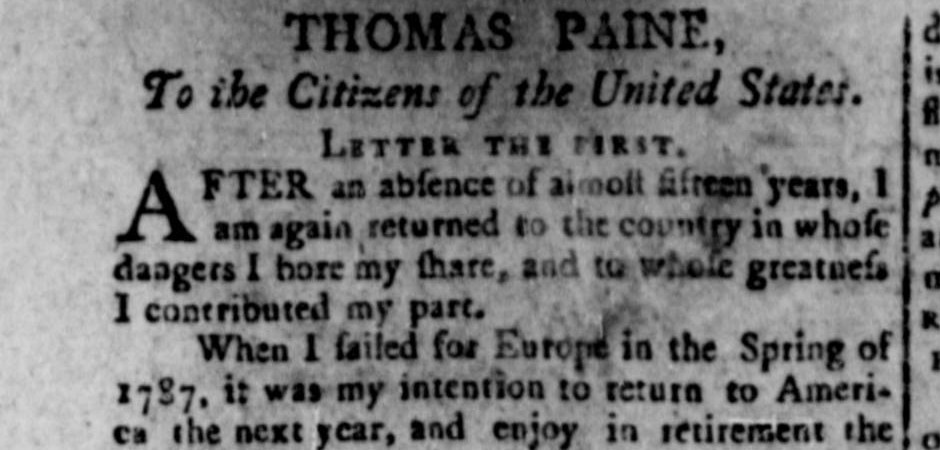 THOMAS PAINE,
To the Citizens of the United States.
LETTER THE FIRST.
AFTER an abſence of almoſt fifteen years, I
am again returned to the country in whoſe
dangers I bore my ſhare, and to whoſe greatneſs
I contributed my part.
When I ſailed for Europe in the Spring of
1787, it was my intention to return to Ameri-
ca the next year, and enjoy in retirement the